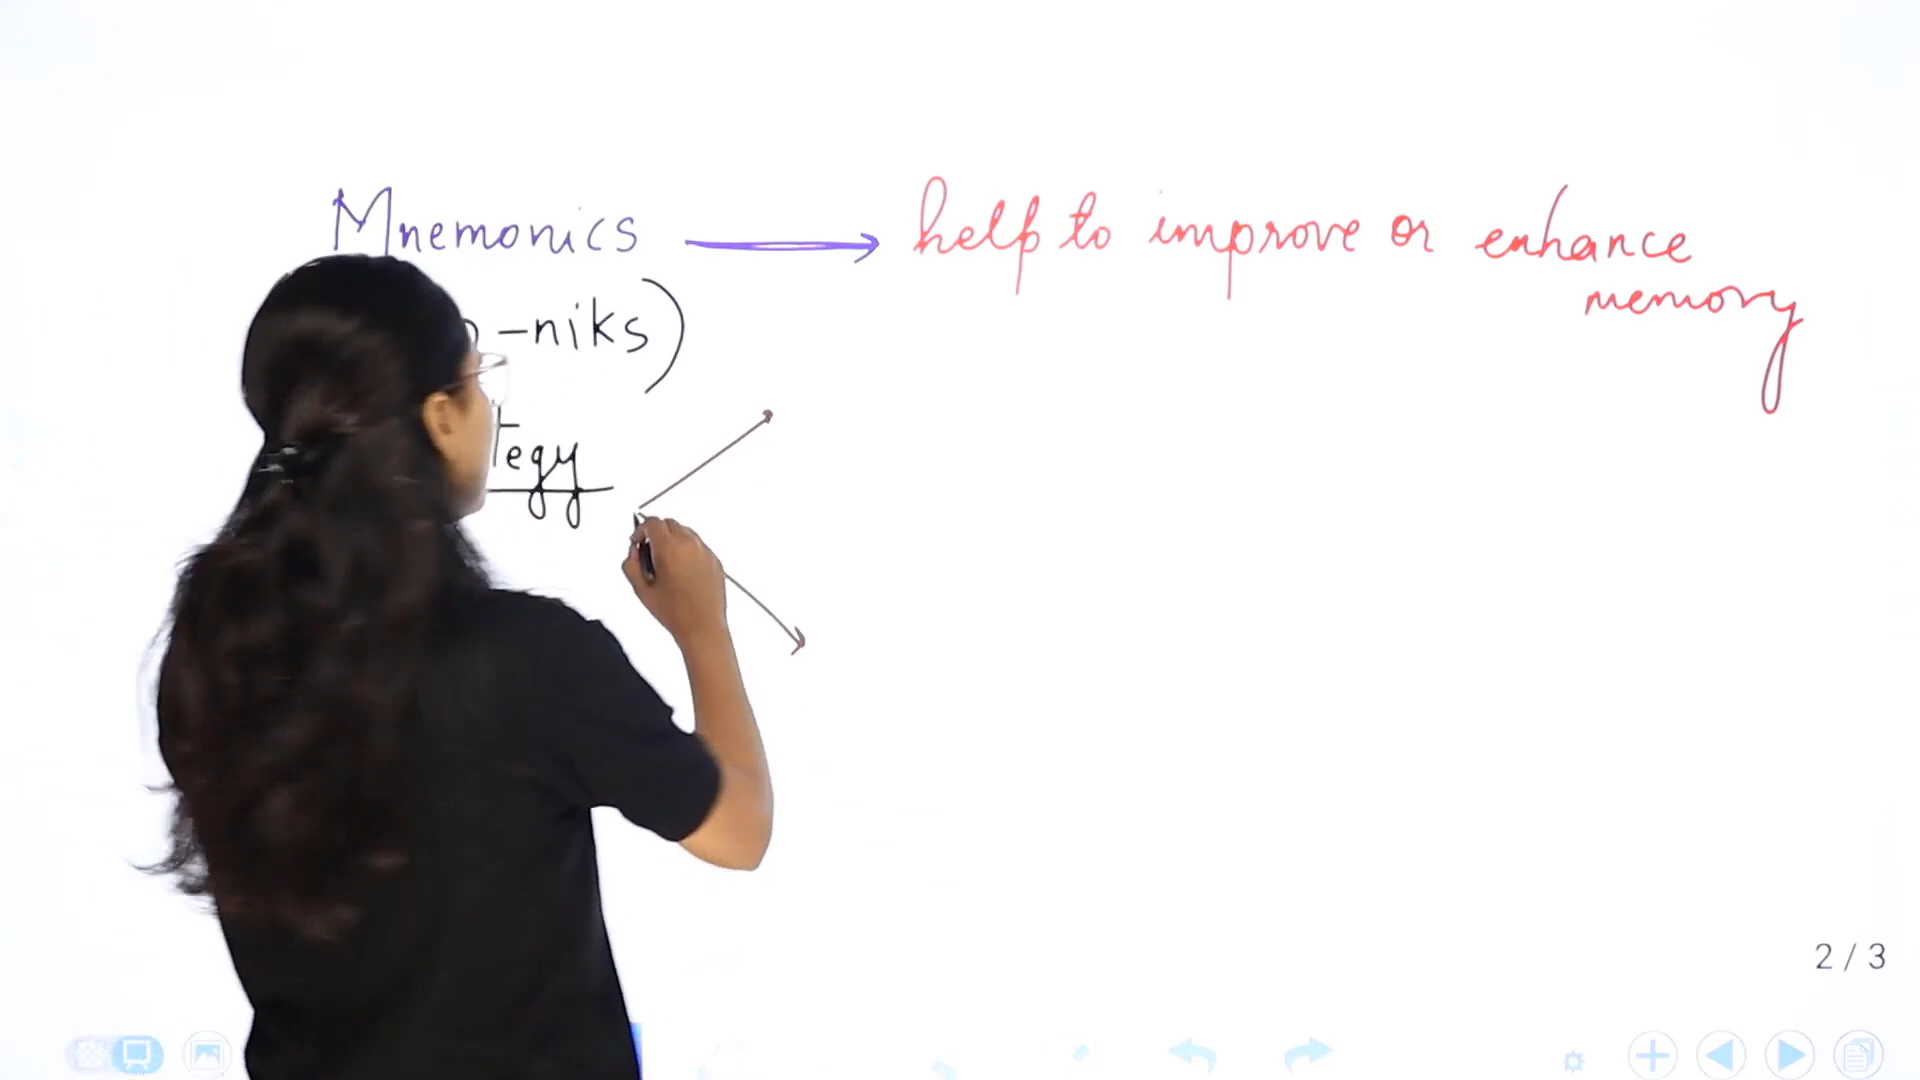 Mnemonics → help to improve or enhance
memory
-niks)
tegy
2 / 3